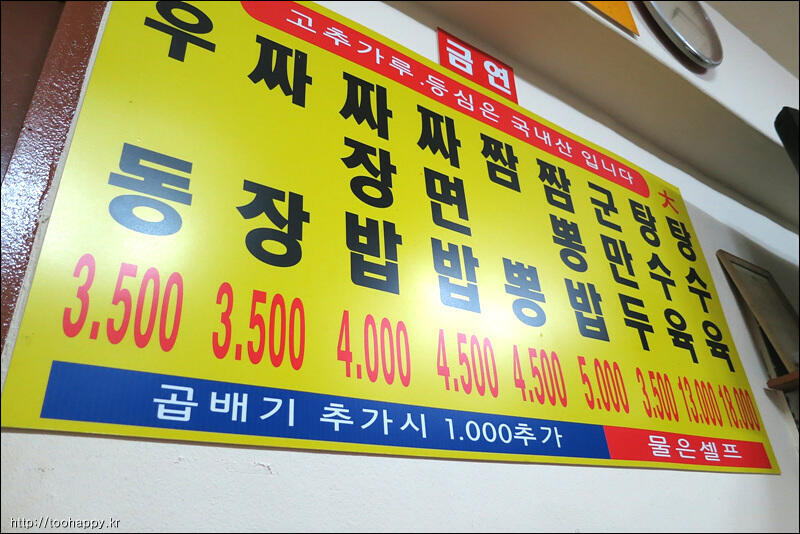 금연
고추가루.등심은 국내산 입니다
우동 3.500
짜장 3.500
짜장밥 4.000
짜면밥 4.500
짬뽕 4.500
짬뽕밥 5.000
군만두 3.500
탕수육 13.000
大 탕수육 18.000
곱배기 추가시 1.000추가
물은셀프
http://toohappy.kr